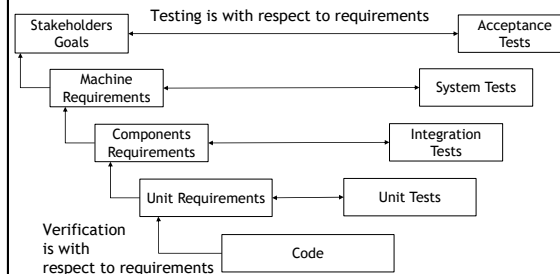 Testing is with respect to requirements
Stakeholders
Goals
Acceptance
Tests
Machine
Requirements
System Tests
Components
Requirements
Integration
Tests
Unit Requirements
Unit Tests
Verification
is with
respect to requirements
Code